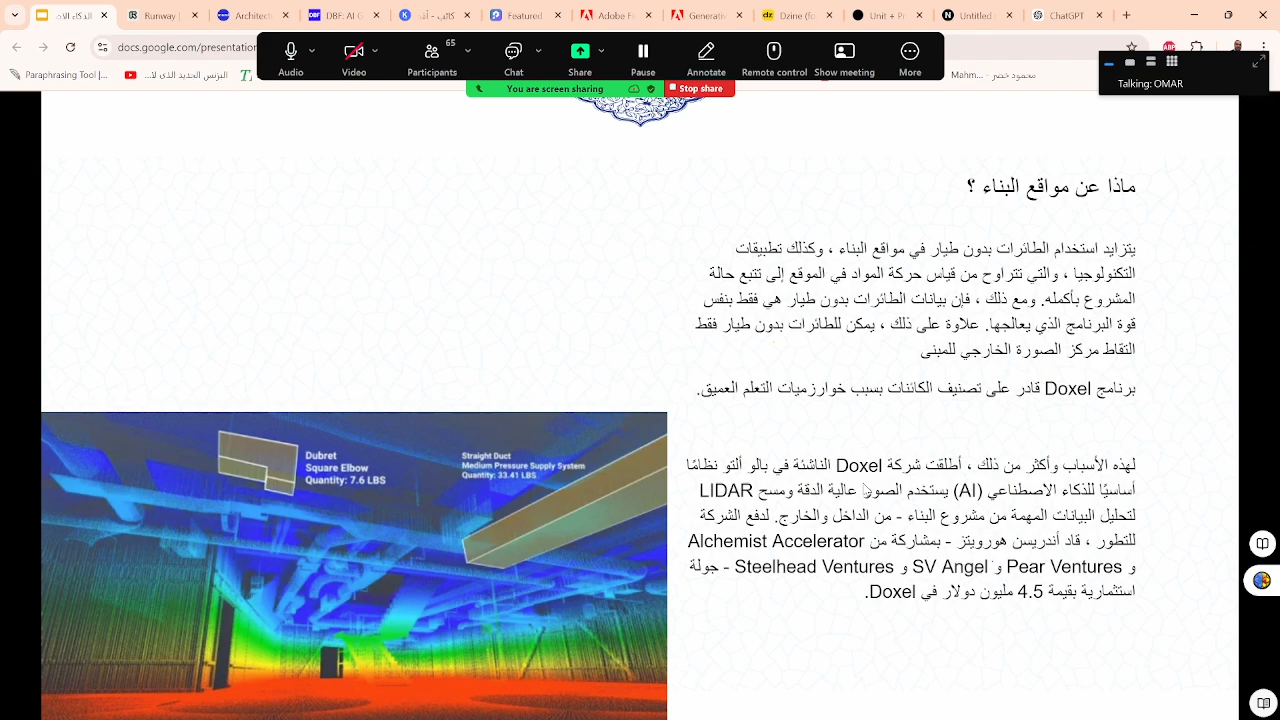 ls
Runway
Architec
DBF:
Adobe Fi
Generati
Dzine (fo
Unit + P
Untitled
ChatGPT
docs.google.com/presentation
65
Audio
Video
Participants
Chat
Share
Pause
Annotate
Remote control
Show meeting
More
Paraphrasing Tool |...
You are screen sharing
Stop share
Talking: OMAR
ماذا عن مواقع البناء ؟
يتزايد استخدام الطائرات بدون طيار في مواقع البناء ، وكذلك تطبيقات
التكنولوجيا ، والتي تتراوح من قياس حركة المواد في الموقع إلى تتبع حالة
المشروع بأكمله. ومع ذلك ، فإن بيانات الطائرات بدون طيار هي فقط بنفس
قوة البرنامج الذي يعالجها. علاوة على ذلك ، يمكن للطائرات بدون طيار فقط
التقاط مركز الصورة الخارجي للمبنى
برنامج Doxel قادر على تصنيف الكائنات بسبب خوارزميات التعلم العميق.
لهذه الأسباب وأكثر من ذلك ، أطلقت شركة Doxel الناشئة في بالو ألتو نظامًا
أساسيًا للذكاء الاصطناعي (AI) يستخدم الصور عالية الدقة ومسح LIDAR
لتحليل البيانات المهمة من مشروع البناء - من الداخل والخارج. لدفع الشركة
للتطور ، قاد أندريسن هورويتز - بمشاركة من Alchemist Accelerator
و Pear Ventures و SV Angel و Steelhead Ventures - جولة
استثمارية بقيمة 4.5 مليون دولار في Doxel.
Dubret
Square Elbow
Quantity: 7.6 LBS
Straight Duct
Medium Pressure Supply System
Quantity: 33.41 LBS